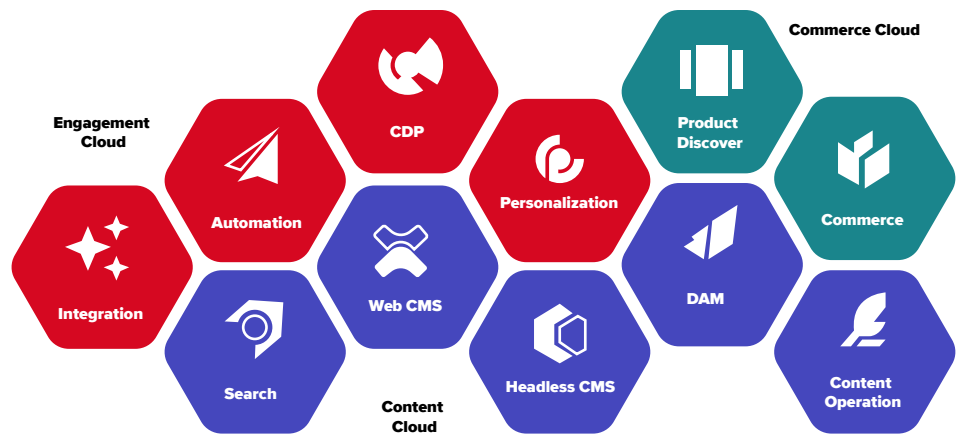 Commerce Cloud
Engagement
Cloud
CDP
Product
Discover
Automation
Personalization
Commerce
Integration
Web CMS
DAM
Search
Headless CMS
Content
Operation
Content
Cloud